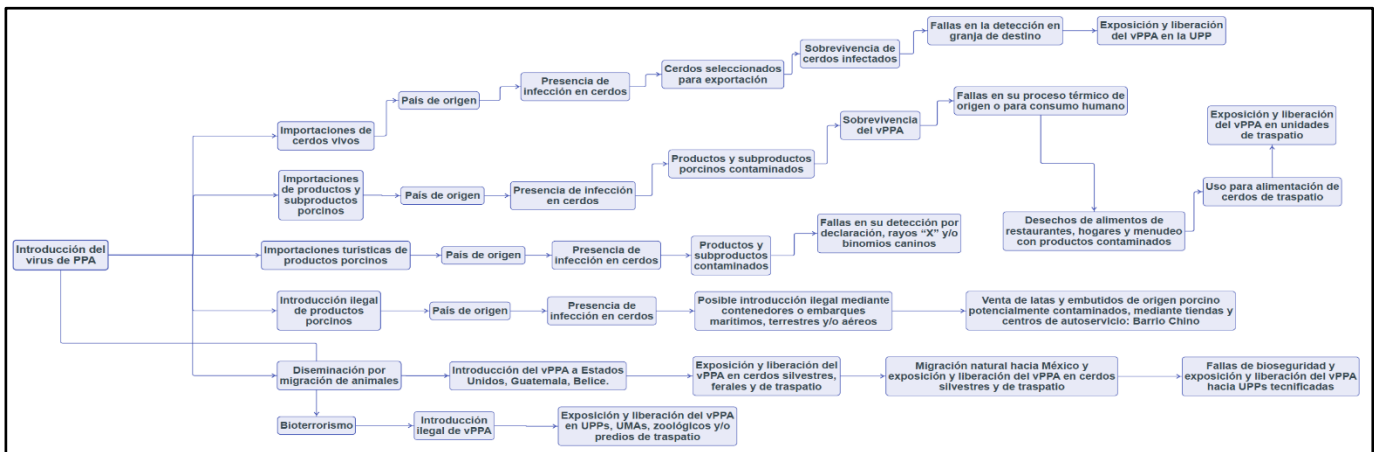 Introducción del
virus de PPA
Importaciones de
cerdos vivos
País de origen
Presencia de
infección en cerdos
Cerdos seleccionados
para exportación
Sobrevivencia de
cerdos infectados
Fallas en la detección en
granja de destino
Exposición y liberación
del vPPA en la UPP
Importaciones
de productos y
subproductos
porcinos
País de origen
Presencia de infección
en cerdos
Productos y subproductos
porcinos contaminados
Sobrevivencia
del vPPA
Fallas en su proceso térmico de
origen o para consumo humano
Desechos de alimentos de
restaurantes, hogares y menudeo
con productos contaminados
Uso para alimentación de
cerdos de traspatio
Exposición y liberación
del vPPA en unidades
de traspatio
Importaciones turísticas de
productos porcinos
País de origen
Presencia de
infección en cerdos
Productos y
subproductos
contaminados
Fallas en su detección por
declaración, rayos “X” y/o
binomios caninos
Introducción ilegal
de productos
porcinos
País de origen
Presencia de
infección en cerdos
Posible introducción ilegal mediante
contenedores o embarques
marítimos, terrestres y/o aéreos
Venta de latas y embutidos de origen porcino
potencialmente contaminados, mediante tiendas y
centros de autoservicio: Barrio Chino
Diseminación por
migración de animales
Introducción del vPPA a Estados
Unidos, Guatemala, Belice.
Exposición y liberación del
vPPA en cerdos silvestres,
ferales y de traspatio
Migración natural hacia México y
exposición y liberación del vPPA en cerdos
silvestres y de traspatio
Fallas de bioseguridad y
exposición y liberación del vPPA
hacia UPPs tecnificadas
Bioterrorismo
Introducción
ilegal de vPPA
Exposición y liberación del vPPA
en UPPs, UMAs, zoológicos y/o
predios de traspatio